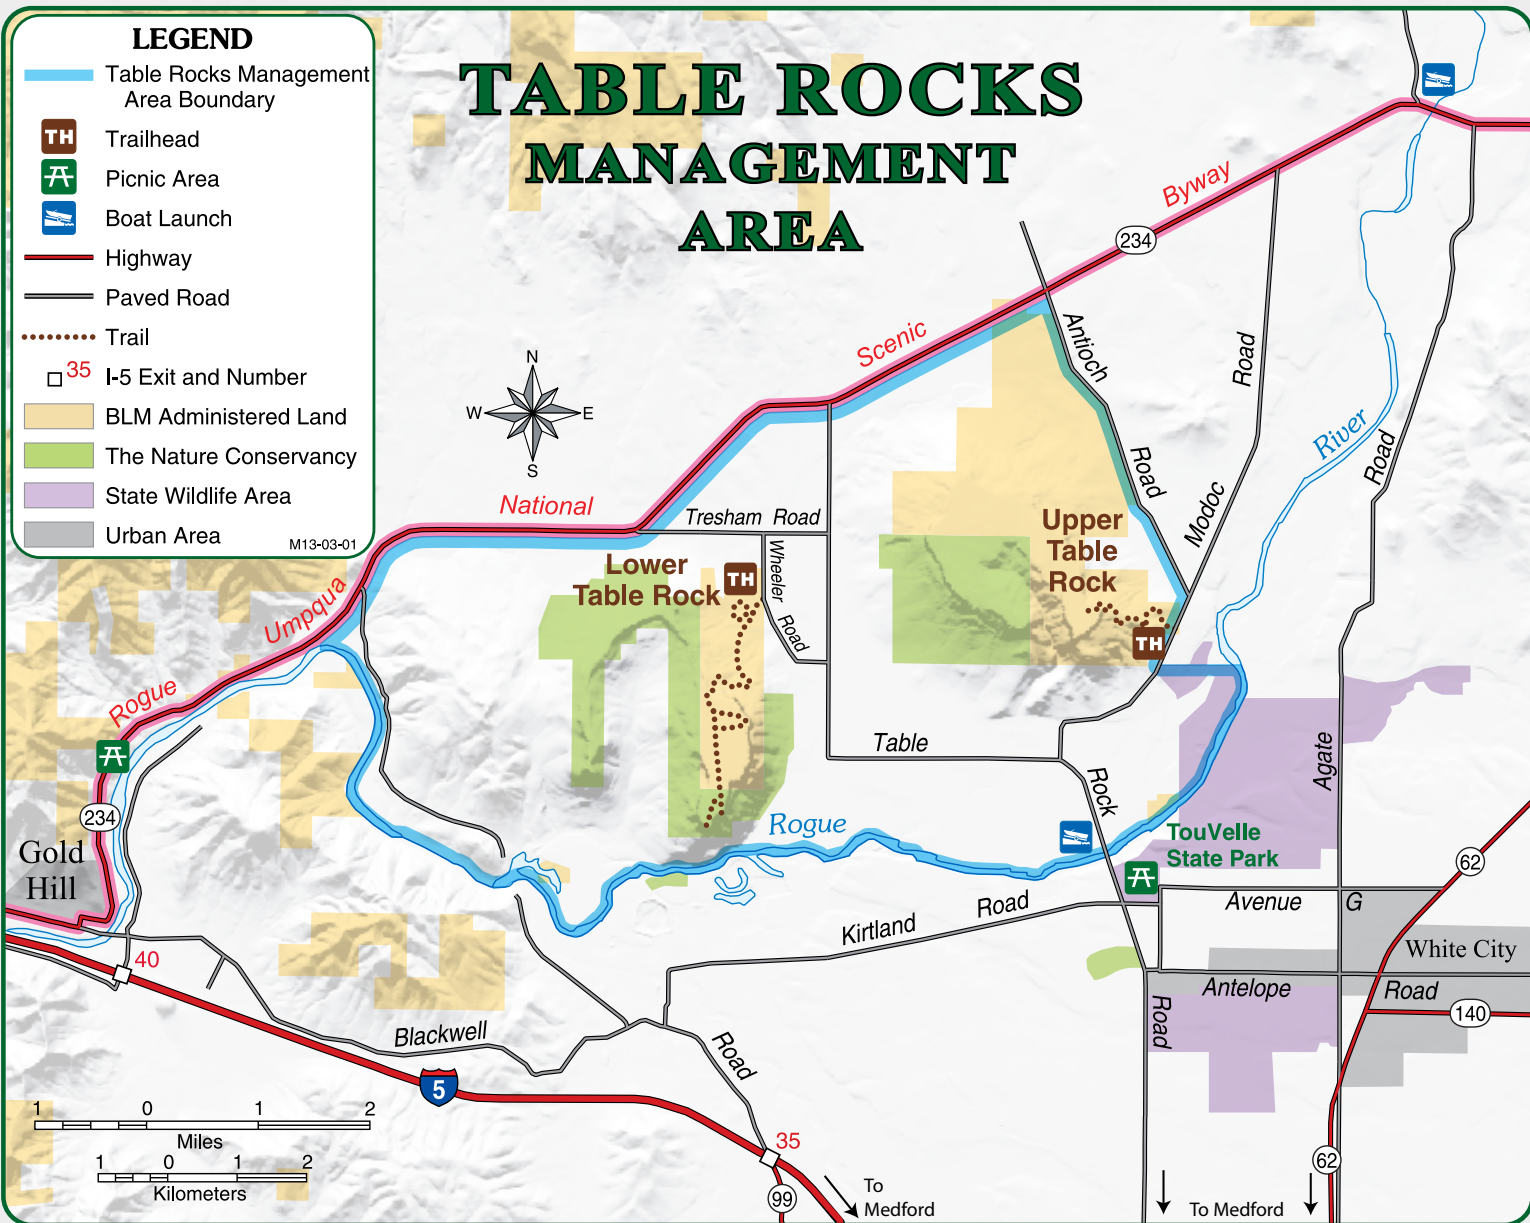 LEGEND
Table Rocks Management
Area Boundary
TH
Trailhead
Picnic Area
Boat Launch
Highway
Paved Road
Trail
35
I-5 Exit and Number
BLM Administered Land
The Nature Conservancy
State Wildlife Area
Urban Area
M13-03-01
TABLE ROCKS
MANAGEMENT
AREA
N
W
E
S
Rogue
Umpqua
National
Scenic
Byway
234
Antioch
Road
Modoc
Road
River
Road
Agate
Tresham Road
Wheeler
Road
Lower
Table Rock
TH
Upper
Table
Rock
TH
Table
Rock
Road
Rogue
TouVelle
State Park
234
Gold
Hill
Kirtland
Road
Avenue
G
62
White City
Antelope
Road
140
40
Blackwell
Road
5
35
99
62
To
Medford
To Medford
1 0 1 2
Miles
1 0 1 2
Kilometers